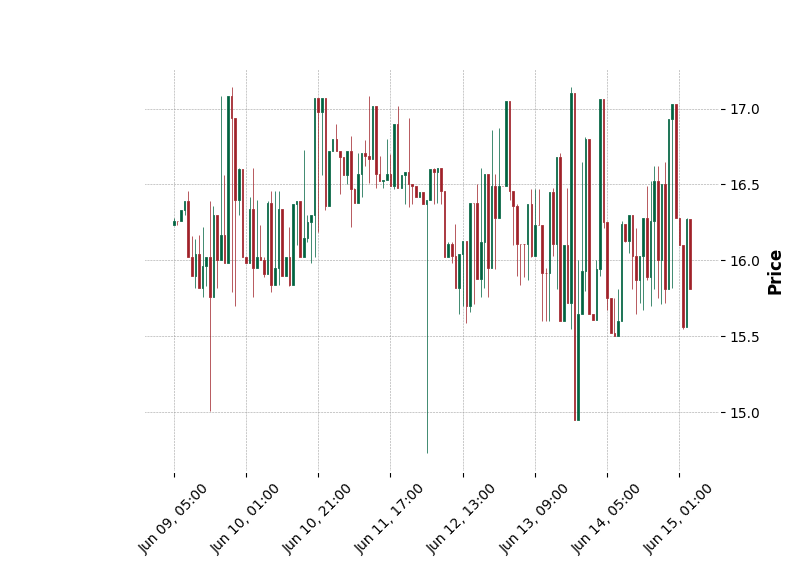 17.0
16.5
16.0
15.5
15.0
Price
Jun 09, 05:00
Jun 10, 01:00
Jun 10, 21:00
Jun 11, 17:00
Jun 12, 13:00
Jun 13, 09:00
Jun 14, 05:00
Jun 15, 01:00